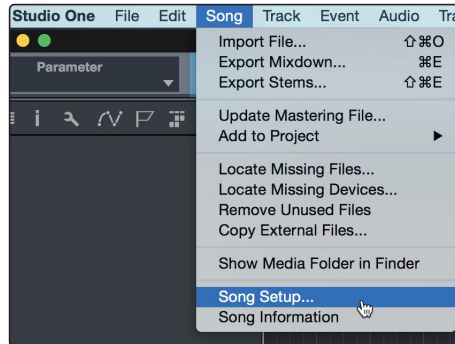 Studio One File Edit Song Track Event Audio
Parameter
Import File... ⇧⌘O
Export Mixdown... ⌘E
Export Stems... ⇧⌘E
Update Mastering File...
Add to Project
Locate Missing Files...
Locate Missing Devices...
Remove Unused Files
Copy External Files...
Show Media Folder in Finder
Song Setup...
Song Information